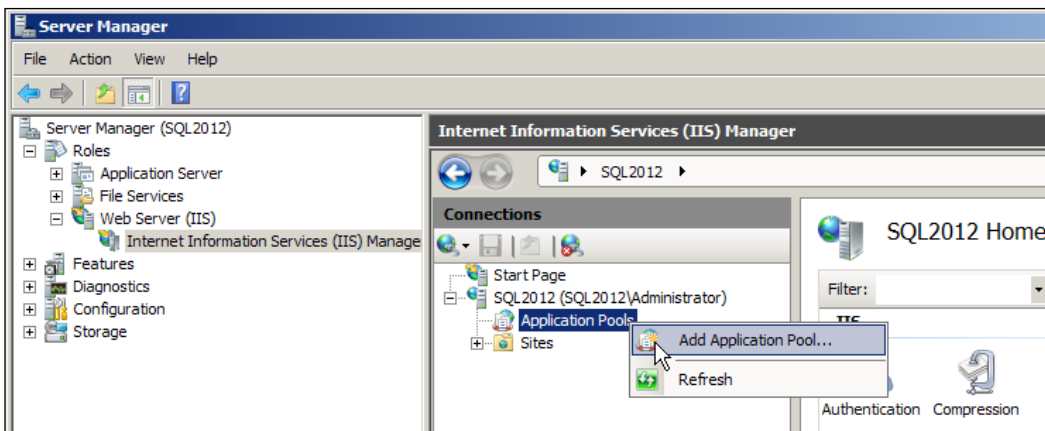 Server Manager
File Action View Help
Server Manager (SQL2012)
Roles
Application Server
File Services
Web Server (IIS)
Internet Information Services (IIS) Manage
Features
Diagnostics
Configuration
Storage
Internet Information Services (IIS) Manager
SQL2012
Connections
Start Page
SQL2012 (SQL2012\Administrator)
Application Pools
Sites
Add Application Pool...
Refresh
SQL2012 Home
Filter:
IIS
Authentication Compression